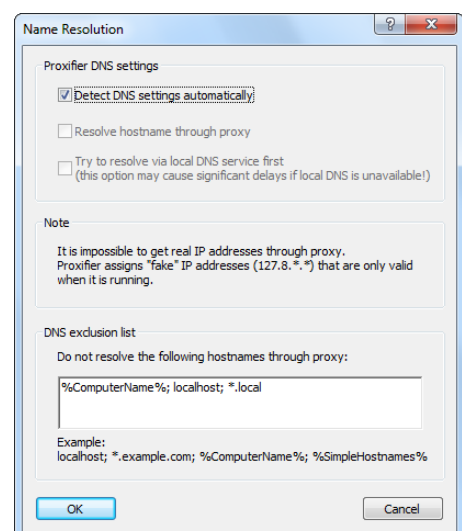 Name Resolution
Proxifier DNS settings
Detect DNS settings automatically
Resolve hostname through proxy
Try to resolve via local DNS service first
(this option may cause significant delays if local DNS is unavailable!)
Note
It is impossible to get real IP addresses through proxy.
Proxifier assigns "fake" IP addresses (127.8.*.*) that are only valid
when it is running.
DNS exclusion list
Do not resolve the following hostnames through proxy:
%ComputerName%; localhost; *.local
Example:
localhost; *.example.com; %ComputerName%; %SimpleHostnames%
OK
Cancel